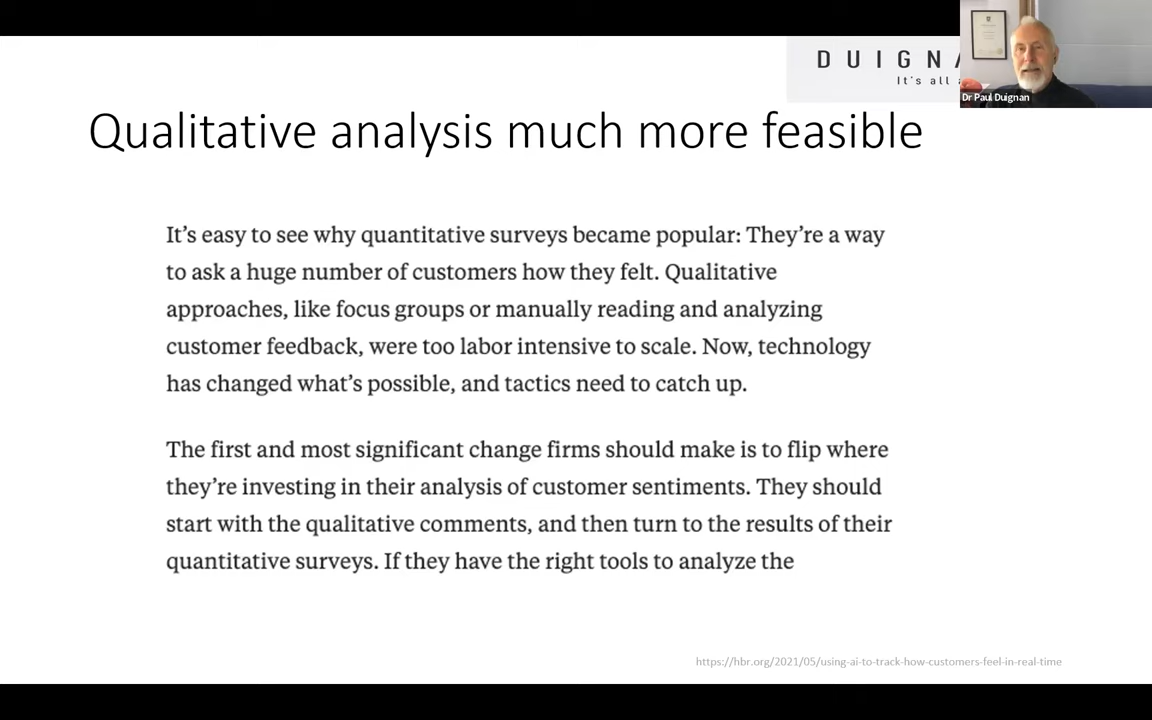 DUIGNA
It's all a
Dr Paul Duignan
Qualitative analysis much more feasible
It's easy to see why quantitative surveys became popular: They're a way
to ask a huge number of customers how they felt. Qualitative
approaches, like focus groups or manually reading and analyzing
customer feedback, were too labor intensive to scale. Now, technology
has changed what's possible, and tactics need to catch up.
The first and most significant change firms should make is to flip where
they're investing in their analysis of customer sentiments. They should
start with the qualitative comments, and then turn to the results of their
quantitative surveys. If they have the right tools to analyze the
https://hbr.org/2021/05/using-ai-to-track-how-customers-feel-in-real-time